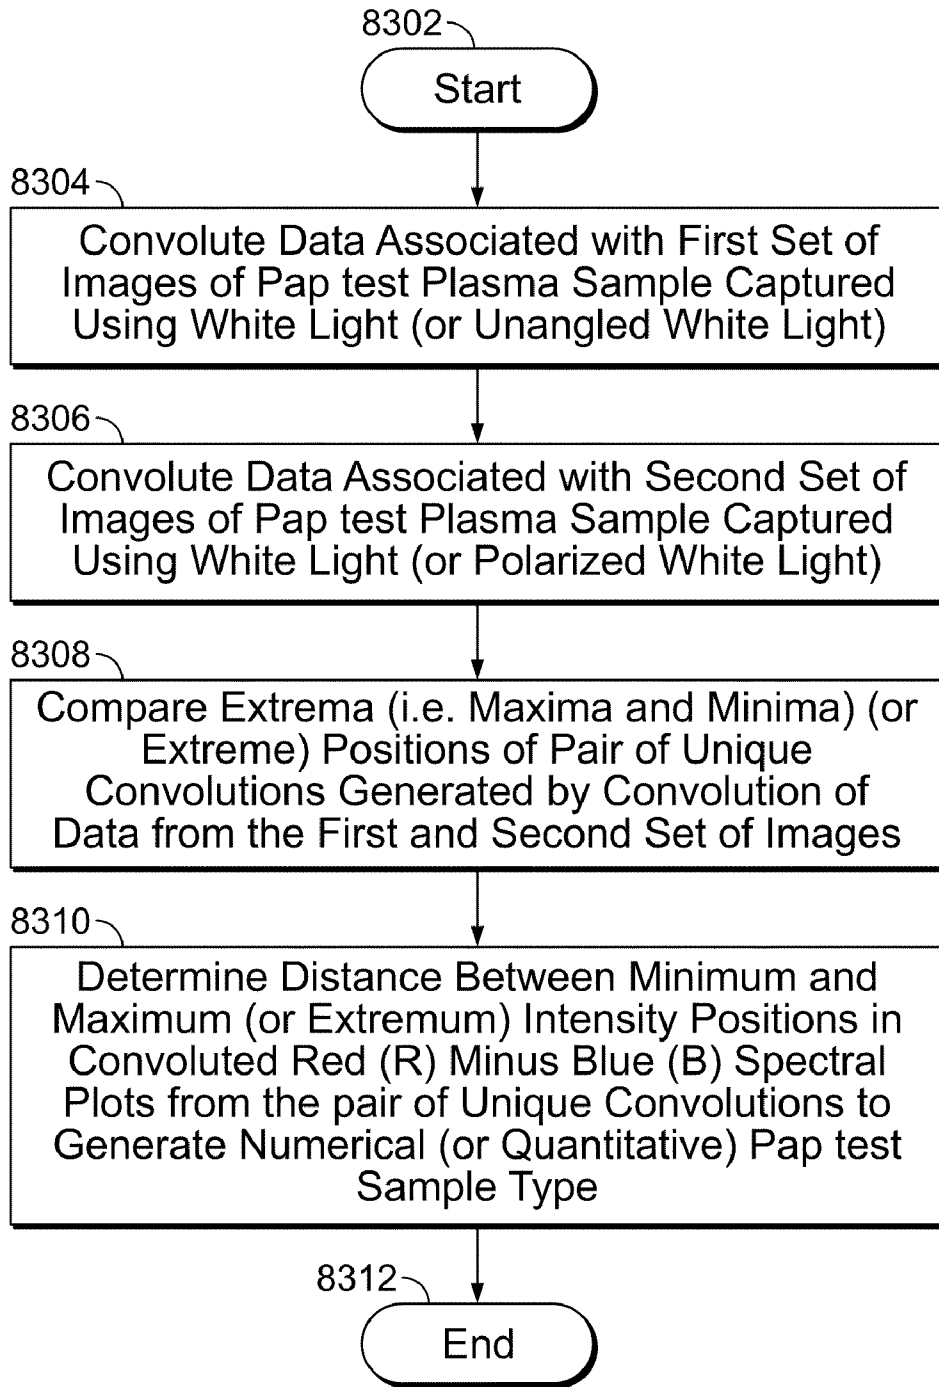 8302
Start
8304
Convolute Data Associated with First Set of
Images of Pap test Plasma Sample Captured
Using White Light (or Unangled White Light)
8306
Convolute Data Associated with Second Set of
Images of Pap test Plasma Sample Captured
Using White Light (or Polarized White Light)
8308
Compare Extrema (i.e. Maxima and Minima) (or
Extreme) Positions of Pair of Unique
Convolutions Generated by Convolution of
Data from the First and Second Set of Images
8310
Determine Distance Between Minimum and
Maximum (or Extremum) Intensity Positions in
Convoluted Red (R) Minus Blue (B) Spectral
Plots from the pair of Unique Convolutions to
Generate Numerical (or Quantitative) Pap test
Sample Type
8312
End